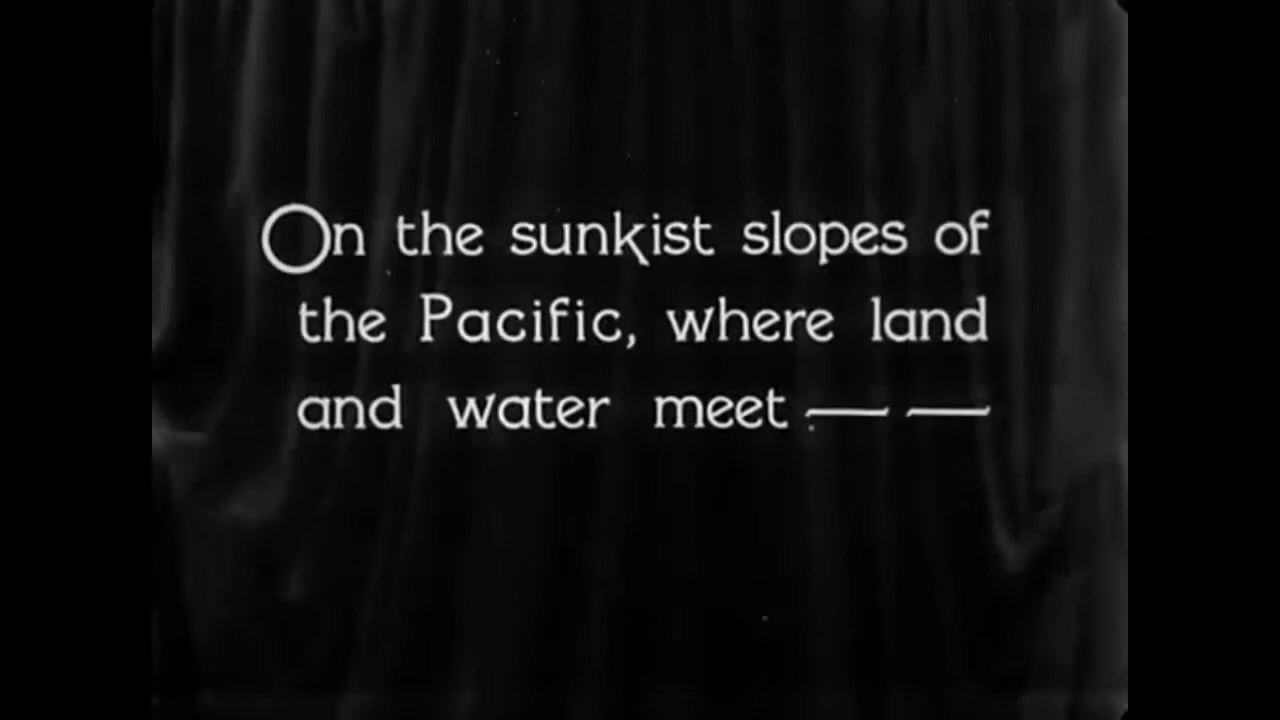 On the sunkist slopes of
the Pacific, where land
and water meet — —